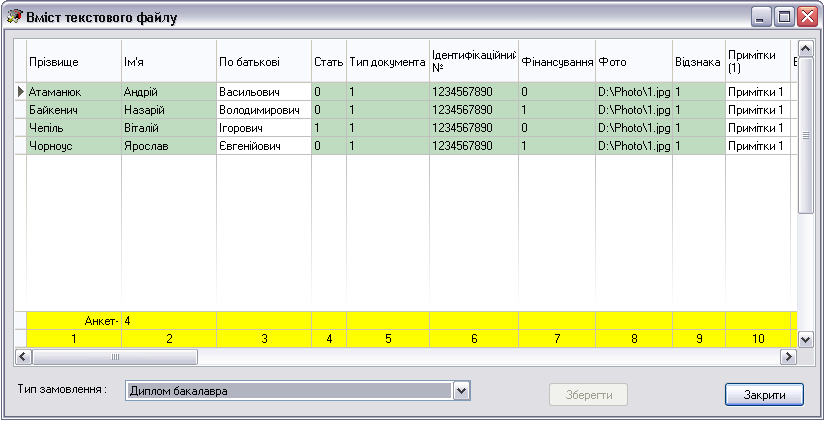 Вміст текстового файлу
Прізвище Ім'я По батькові Стать Тип документа Ідентифікаційний № Фінансування Фото Відзнака Примітки (1)
Атаманюк Андрій Васильович 0 1 1234567890 0 D:\Photo\1.jpg 1 Примітки 1
Байкенич Назарій Володимирович 0 1 1234567890 1 D:\Photo\1.jpg 1 Примітки 1
Чепіль Віталій Ігорович 1 1 1234567890 0 D:\Photo\1.jpg 1 Примітки 1
Чорноус Ярослав Євгенійович 0 1 1234567890 1 D:\Photo\1.jpg 1 Примітки 1
Анкет- 4
1 2 3 4 5 6 7 8 9 10
Тип замовлення : Диплом бакалавра Зберегти Закрити